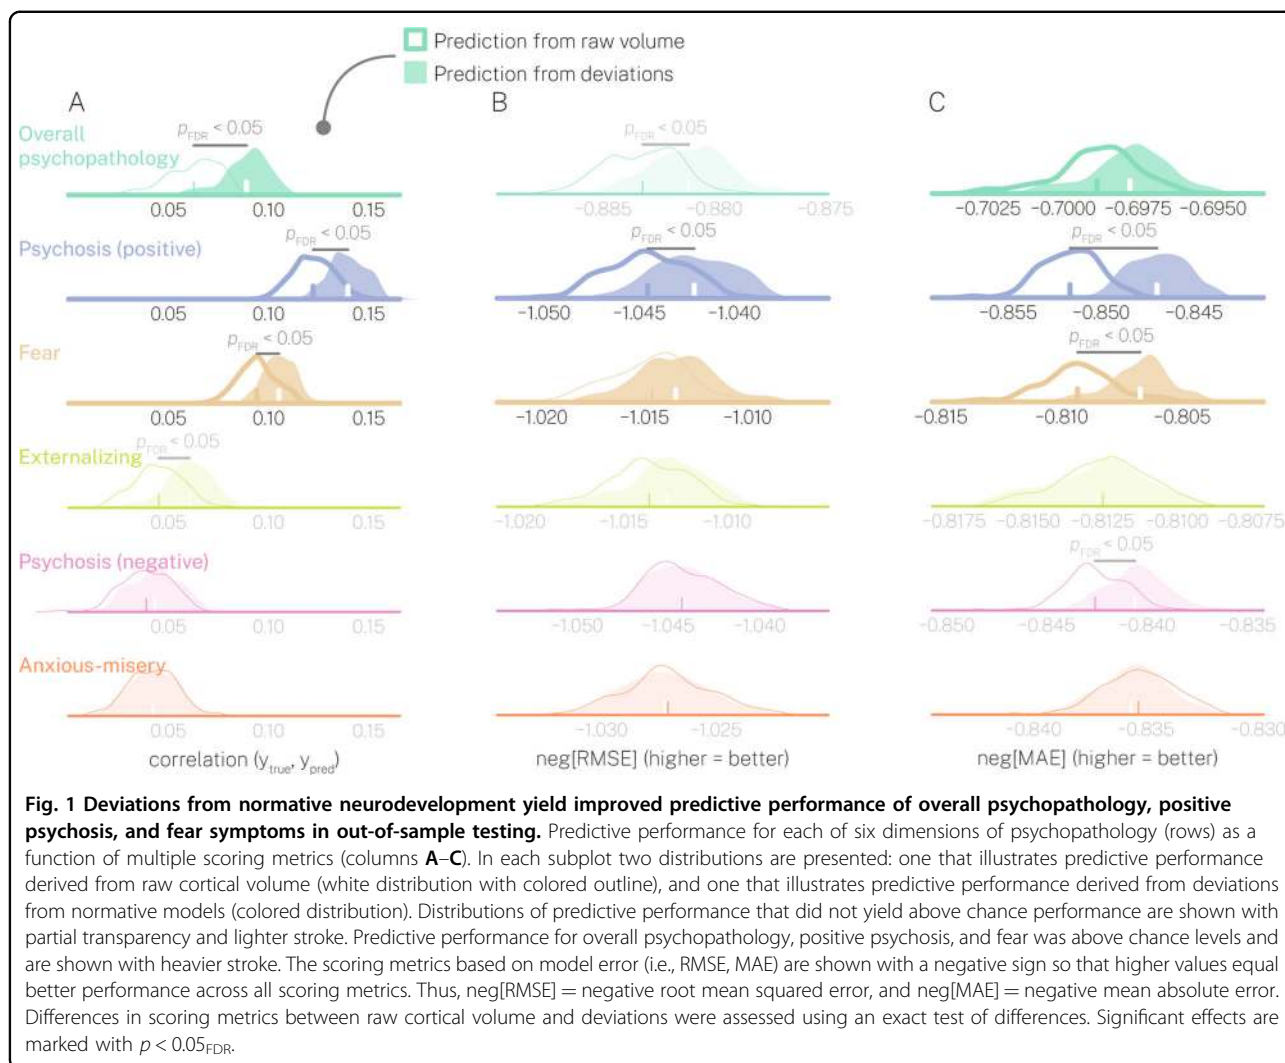 Prediction from raw volume
Prediction from deviations
A
B
C
Overall
psychopathology
pFDR < 0.05
pFDR < 0.05
0.05 0.10 0.15
−0.885 −0.880 −0.875
−0.7025 −0.7000 −0.6975 −0.6950
Psychosis (positive)
pFDR < 0.05
pFDR < 0.05
pFDR < 0.05
0.05 0.10 0.15
−1.050 −1.045 −1.040
−0.855 −0.850 −0.845
Fear
pFDR < 0.05
pFDR < 0.05
0.05 0.10 0.15
−1.020 −1.015 −1.010
−0.815 −0.810 −0.805
Externalizing
pFDR < 0.05
0.05 0.10 0.15
−1.020 −1.015 −1.010
−0.8175 −0.8150 −0.8125 −0.8100 −0.8075
Psychosis (negative)
pFDR < 0.05
0.05 0.10 0.15
−1.050 −1.045 −1.040
−0.850 −0.845 −0.840 −0.835
Anxious-misery
0.05 0.10 0.15
−1.030 −1.025
−0.840 −0.835 −0.830
correlation (ytrue, ypred)
neg[RMSE] (higher = better)
neg[MAE] (higher = better)
Fig. 1 Deviations from normative neurodevelopment yield improved predictive performance of overall psychopathology, positive
psychosis, and fear symptoms in out-of-sample testing. Predictive performance for each of six dimensions of psychopathology (rows) as a
function of multiple scoring metrics (columns A–C). In each subplot two distributions are presented: one that illustrates predictive performance
derived from raw cortical volume (white distribution with colored outline), and one that illustrates predictive performance derived from deviations
from normative models (colored distribution). Distributions of predictive performance that did not yield above chance performance are shown with
partial transparency and lighter stroke. Predictive performance for overall psychopathology, positive psychosis, and fear was above chance levels and
are shown with heavier stroke. The scoring metrics based on model error (i.e., RMSE, MAE) are shown with a negative sign so that higher values equal
better performance across all scoring metrics. Thus, neg[RMSE] = negative root mean squared error, and neg[MAE] = negative mean absolute error.
Differences in scoring metrics between raw cortical volume and deviations were assessed using an exact test of differences. Significant effects are
marked with p < 0.05FDR.